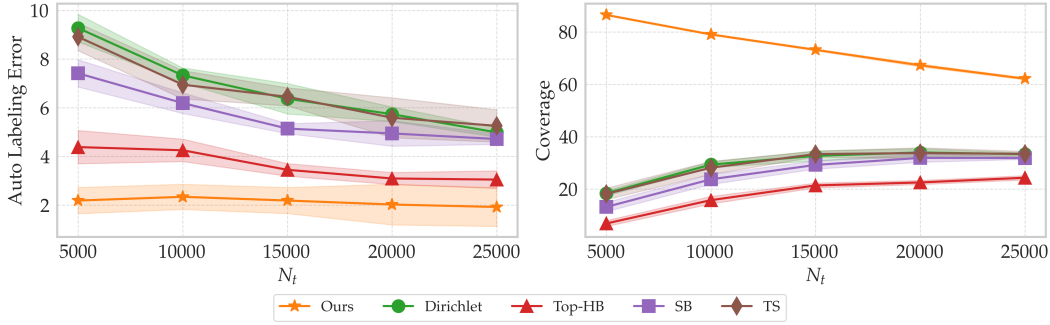 Auto Labeling Error
10
8
6
4
2
5000 10000 15000 20000 25000
N_t
Coverage
80
60
40
20
5000 10000 15000 20000 25000
N_t
Ours Dirichlet Top-HB SB TS